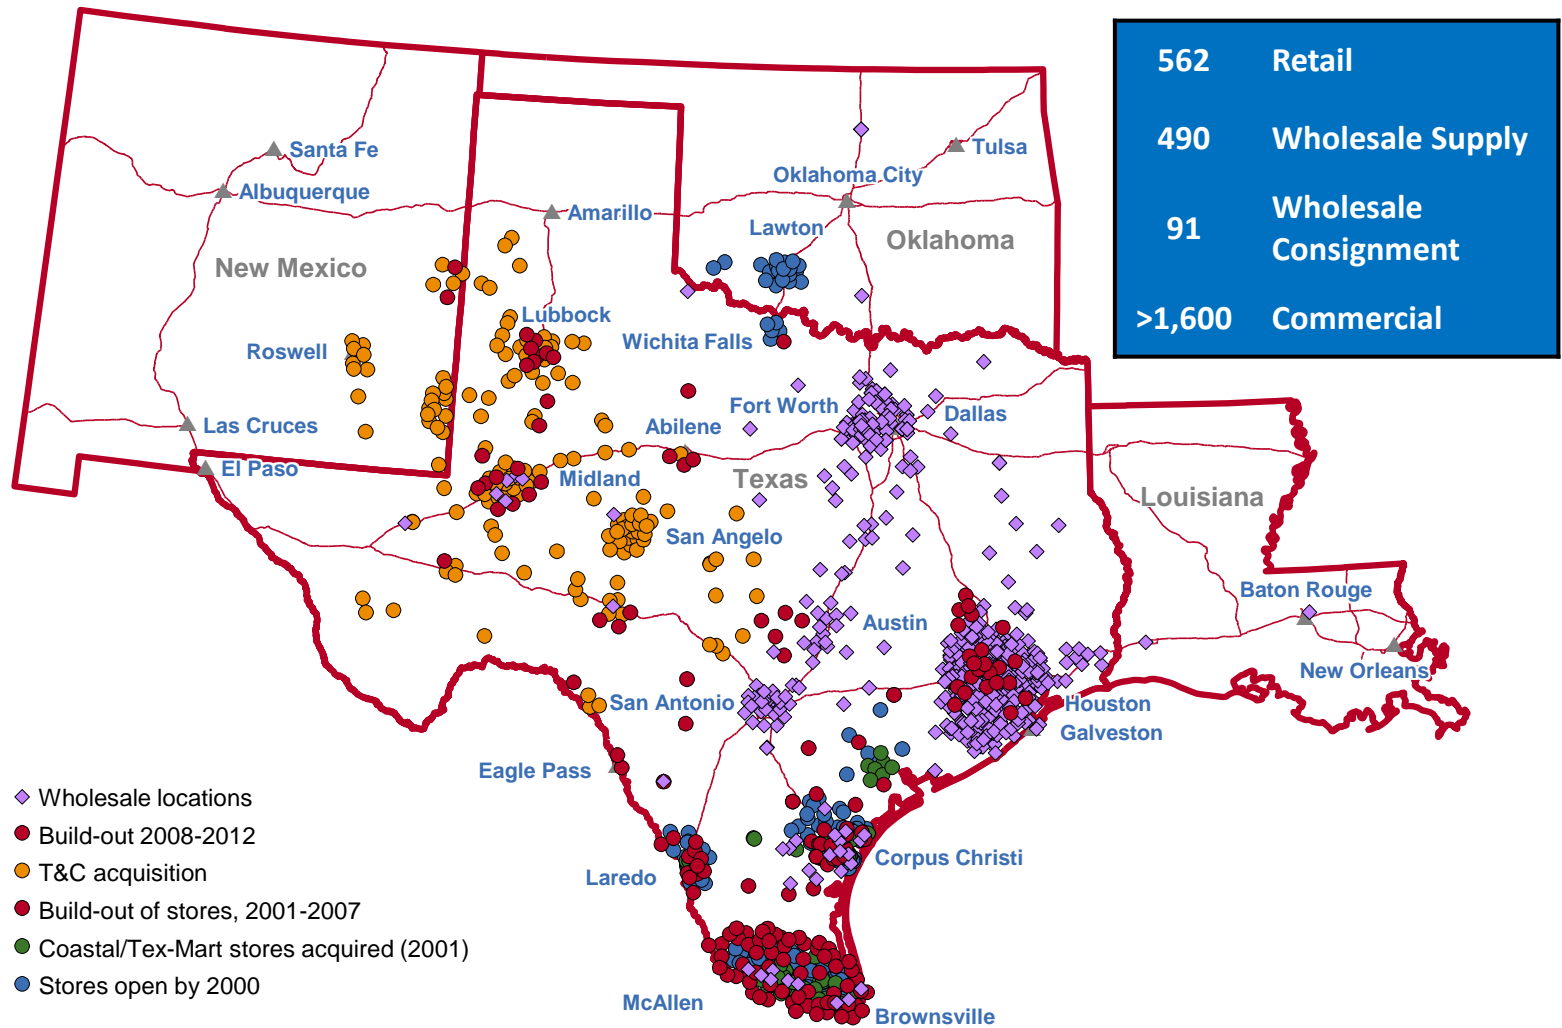 562 Retail
490 Wholesale Supply
91 Wholesale
Consignment
>1,600 Commercial
Santa Fe
Tulsa
Oklahoma City
Albuquerque
Amarillo
Lawton
Oklahoma
New Mexico
Lubbock
Wichita Falls
Roswell
Fort Worth
Dallas
Las Cruces
Abilene
El Paso
Midland
Texas
Louisiana
San Angelo
Baton Rouge
Austin
New Orleans
San Antonio
Houston
Galveston
Eagle Pass
Wholesale locations
Build-out 2008-2012
Corpus Christi
T&C acquisition
Laredo
Build-out of stores, 2001-2007
Coastal/Tex-Mart stores acquired (2001)
Stores open by 2000
McAllen
Brownsville